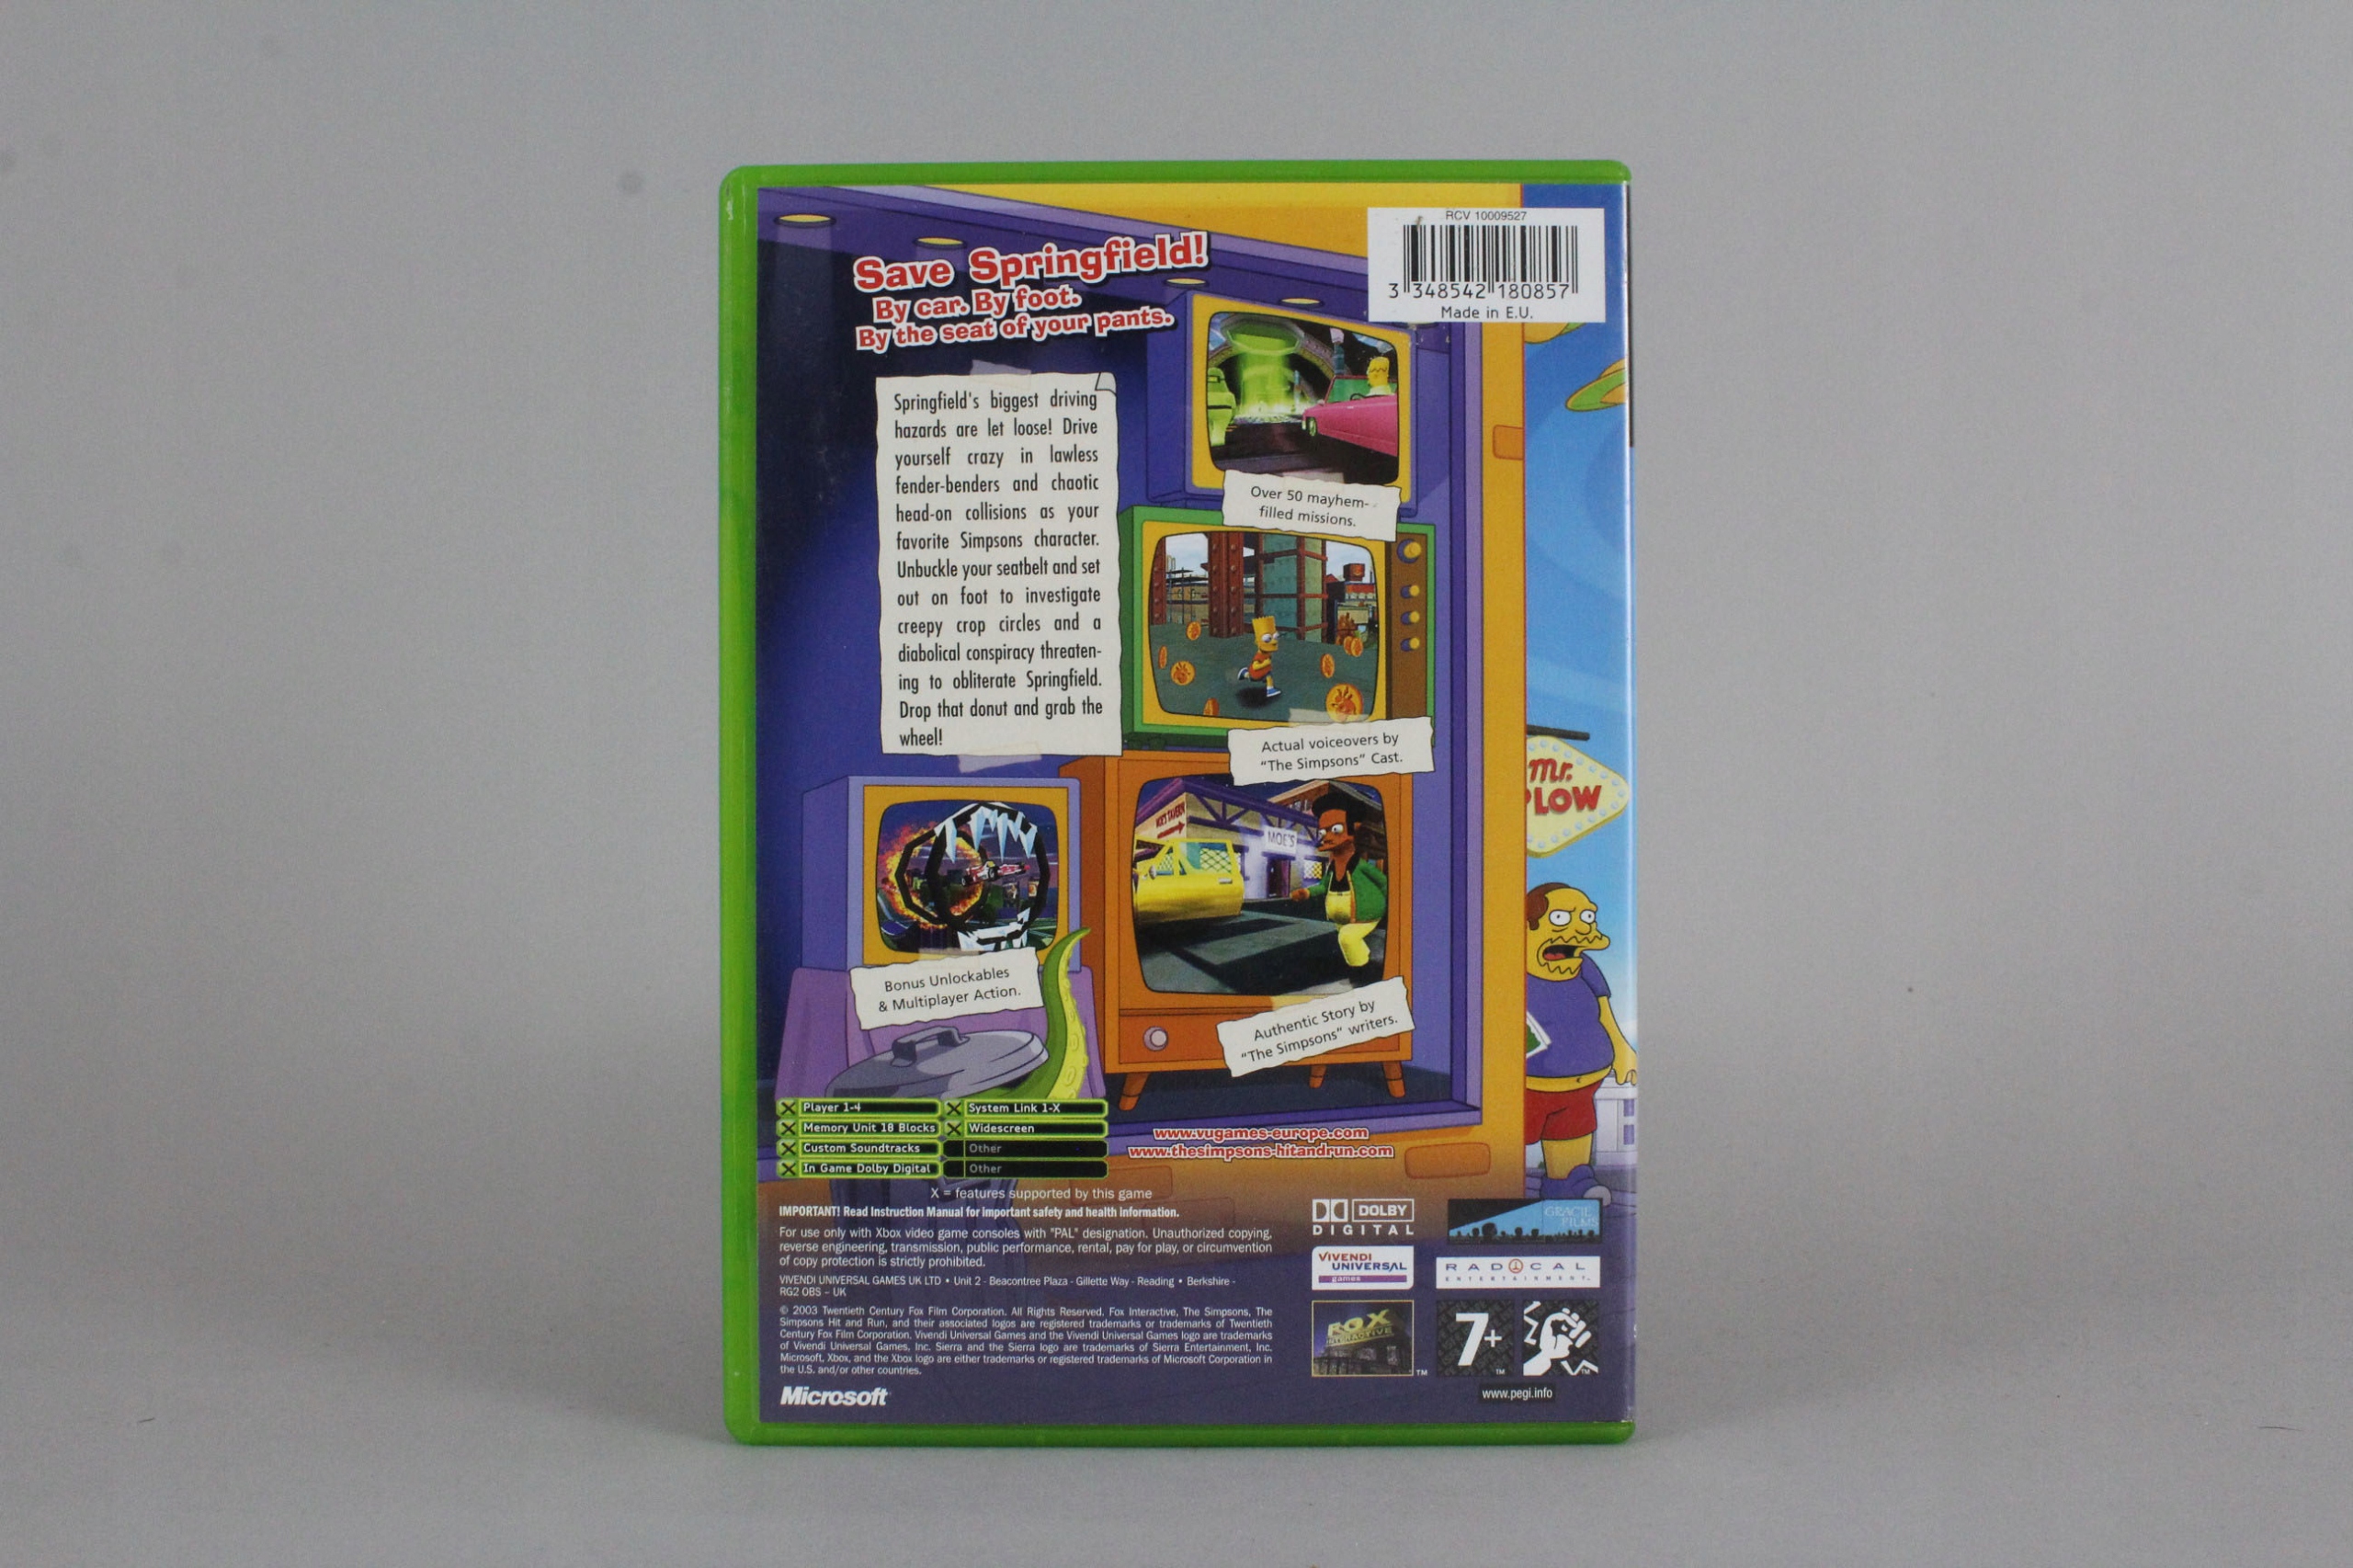 RCV 10009527
3 348542 180857
Made in E.U.
Save Springfield!
By car. By foot.
By the seat of your pants.
Springfield's biggest driving
hazards are let loose! Drive
yourself crazy in lawless
fender-benders and chaotic
head-on collisions as your
favorite Simpsons character.
Unbuckle your seatbelt and set
out on foot to investigate
creepy crop circles and a
diabolical conspiracy threaten-
ing to obliterate Springfield.
Drop that donut and grab the
wheel!
Over 50 mayhem-
filled missions.
Actual voiceovers by
“The Simpsons” Cast.
MOE'S TAVERN
MOE'S
Authentic Story by
“The Simpsons” writers.
Bonus Unlockables
& Multiplayer Action.
Mr.
PLOW
Player 1-4
System Link 1-X
Memory Unit 18 Blocks
Widescreen
Custom Soundtracks
Other
In Game Dolby Digital
Other
X = features supported by this game
www.vugames-europe.com
www.thesimpsons-hitandrun.com
IMPORTANT! Read Instruction Manual for important safety and health information.
For use only with Xbox video game consoles with "PAL" designation. Unauthorized copying,
reverse engineering, transmission, public performance, rental, pay for play, or circumvention
of copy protection is strictly prohibited.
VIVENDI UNIVERSAL GAMES UK LTD • Unit 2 - Beacontree Plaza - Gillette Way - Reading • Berkshire -
RG2 OBS – UK
© 2003 Twentieth Century Fox Film Corporation. All Rights Reserved. Fox Interactive, The Simpsons, The
Simpsons Hit and Run, and their associated logos are registered trademarks or trademarks of Twentieth
Century Fox Film Corporation. Vivendi Universal Games and the Vivendi Universal Games logo are trademarks
of Vivendi Universal Games, Inc. Sierra and the Sierra logo are trademarks of Sierra Entertainment, Inc.
Microsoft, Xbox, and the Xbox logo are either trademarks or registered trademarks of Microsoft Corporation in
the U.S. and/or other countries.
Microsoft
DOLBY
DIGITAL
GRACIE
FILMS
VIVENDI
UNIVERSAL
games
RADICAL
ENTERTAINMENT™
FOX
INTERACTIVE
™
7+
™
™
www.pegi.info